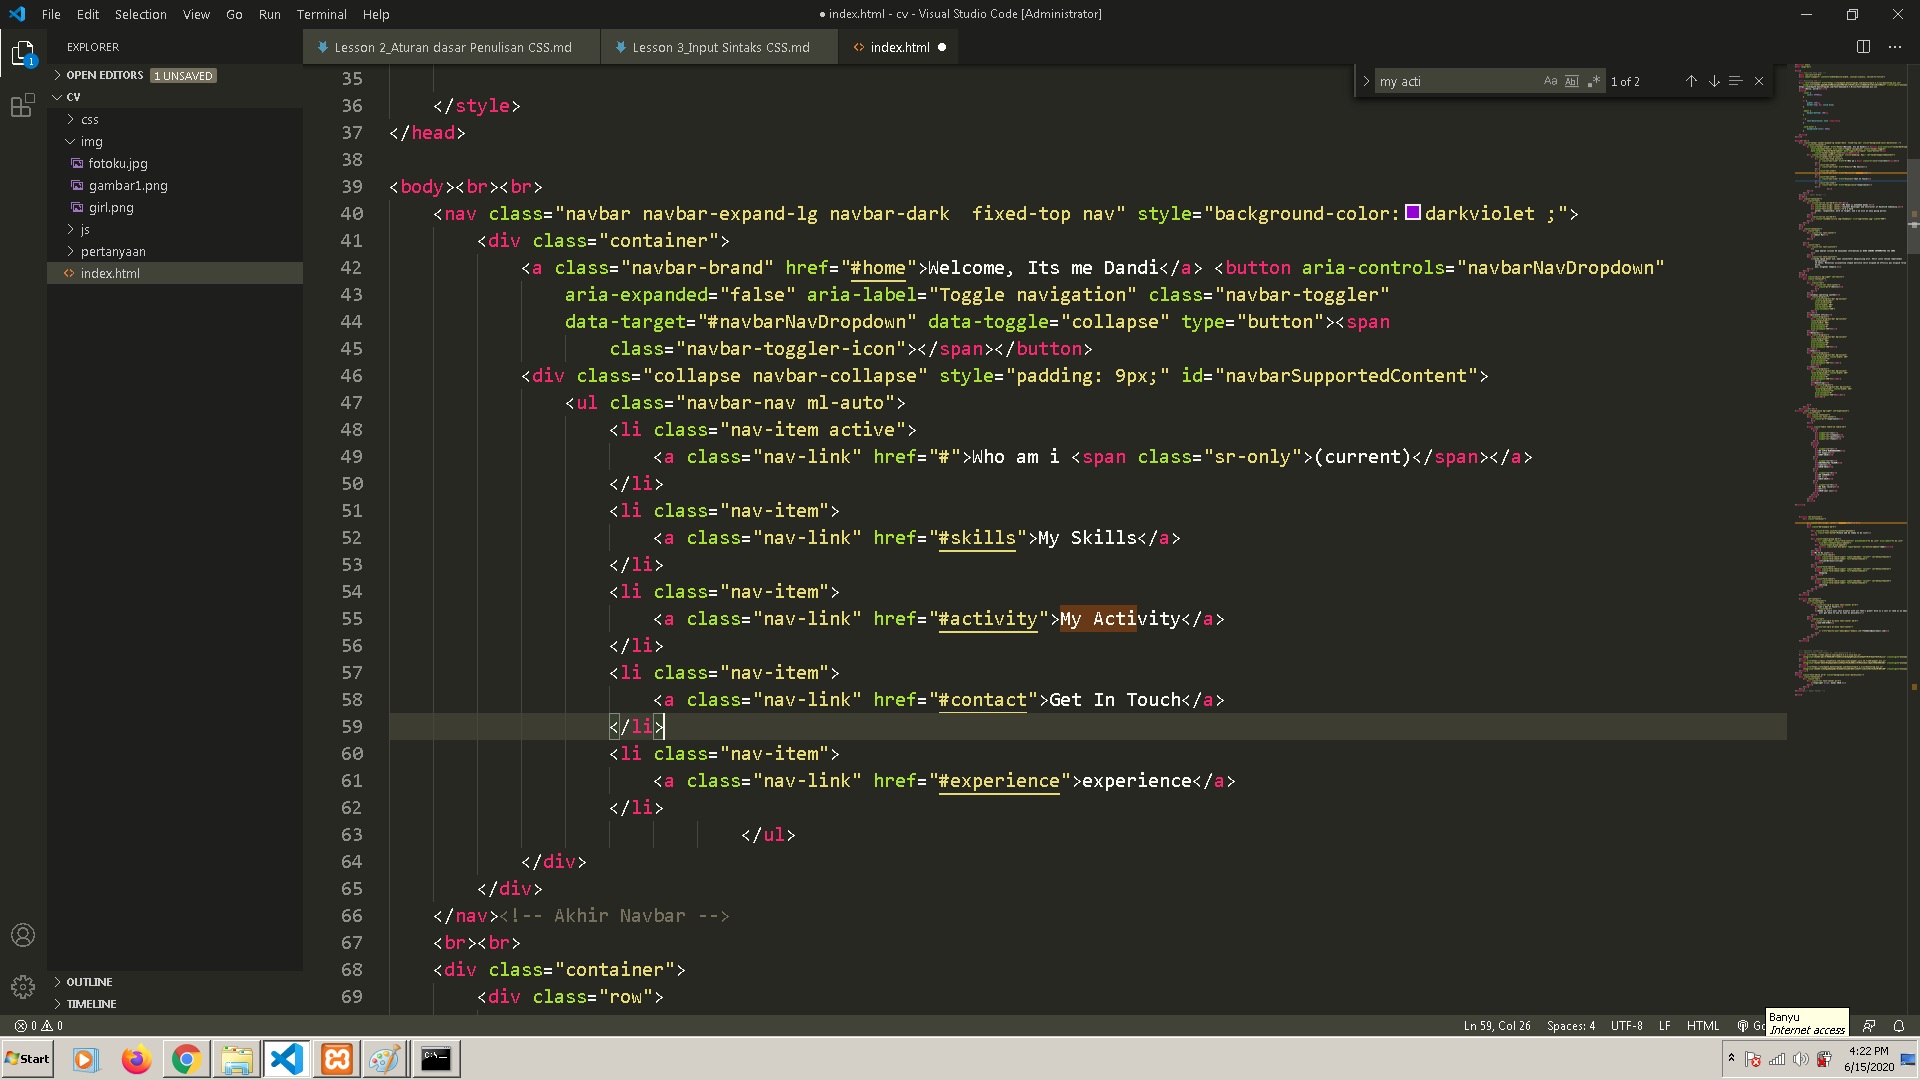 File Edit Selection View Go Run Terminal Help
● index.html - cv - Visual Studio Code [Administrator]
EXPLORER
OPEN EDITORS 1 UNSAVED
CV
css
img
fotoku.jpg
gambar1.png
girl.png
js
pertanyaan
index.html
OUTLINE
TIMELINE
1
Lesson 2_Aturan dasar Penulisan CSS.md
Lesson 3_Input Sintaks CSS.md
index.html
my acti
Aa Abl .*
1 of 2
35
36 </style>
37 </head>
38
39 <body><br><br>
40 <nav class="navbar navbar-expand-lg navbar-dark  fixed-top nav" style="background-color: darkviolet ;">
41 <div class="container">
42 <a class="navbar-brand" href="#home">Welcome, Its me Dandi</a> <button aria-controls="navbarNavDropdown"
43 aria-expanded="false" aria-label="Toggle navigation" class="navbar-toggler"
44 data-target="#navbarNavDropdown" data-toggle="collapse" type="button"><span
45 class="navbar-toggler-icon"></span></button>
46 <div class="collapse navbar-collapse" style="padding: 9px;" id="navbarSupportedContent">
47 <ul class="navbar-nav ml-auto">
48 <li class="nav-item active">
49 <a class="nav-link" href="#">Who am i <span class="sr-only">(current)</span></a>
50 </li>
51 <li class="nav-item">
52 <a class="nav-link" href="#skills">My Skills</a>
53 </li>
54 <li class="nav-item">
55 <a class="nav-link" href="#activity">My Activity</a>
56 </li>
57 <li class="nav-item">
58 <a class="nav-link" href="#contact">Get In Touch</a>
59 </li>
60 <li class="nav-item">
61 <a class="nav-link" href="#experience">experience</a>
62 </li>
63 </ul>
64 </div>
65 </div>
66 </nav><!-- Akhir Navbar -->
67 <br><br>
68 <div class="container">
69 <div class="row">
0 0
Ln 59, Col 26 Spaces: 4 UTF-8 LF HTML
Banyu
Internet access
Start
4:22 PM
6/15/2020